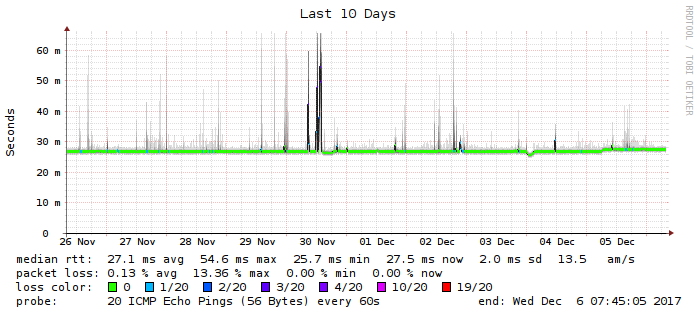 Last 10 Days
RRDTOOL / TOBI OETIKER
Seconds
60 m
50 m
40 m
30 m
20 m
10 m
0
26 Nov 27 Nov 28 Nov 29 Nov 30 Nov 01 Dec 02 Dec 03 Dec 04 Dec 05 Dec
median rtt: 27.1 ms avg 54.6 ms max 25.7 ms min 27.5 ms now 2.0 ms sd 13.5 am/s
packet loss: 0.13 % avg 13.36 % max 0.00 % min 0.00 % now
loss color: 0 1/20 2/20 3/20 4/20 10/20 19/20
probe: 20 ICMP Echo Pings (56 Bytes) every 60s end: Wed Dec 6 07:45:05 2017